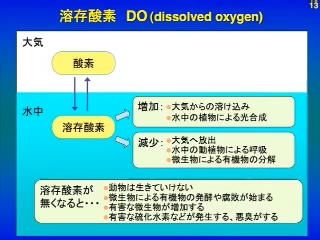 13
溶存酸素 DO (dissolved oxygen)
大気
酸素
水中
溶存酸素
増加：●大気からの溶け込み
●水中の植物による光合成
減少：●大気へ放出
●水中の動植物による呼吸
●微生物による有機物の分解
溶存酸素が
無くなると・・・
●動物は生きていけない
●微生物による有機物の発酵や腐敗が始まる
●有害な微生物が増加する
●有害な硫化水素などが発生する、悪臭がする